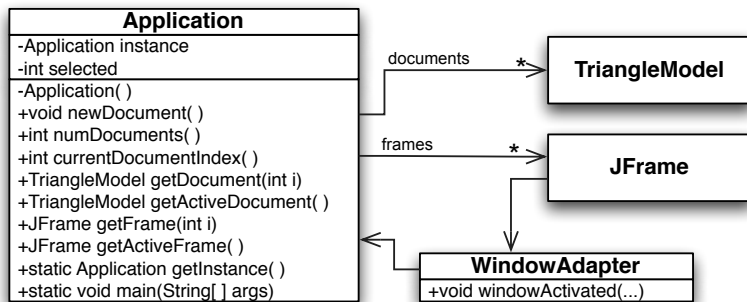 Application
-Application instance
-int selected
-Application( )
+void newDocument( )
+int numDocuments( )
+int currentDocumentIndex( )
+TriangleModel getDocument(int i)
+TriangleModel getActiveDocument( )
+JFrame getFrame(int i)
+JFrame getActiveFrame( )
+static Application getInstance( )
+static void main(String[ ] args)
documents
*
TriangleModel
frames
*
JFrame
WindowAdapter
+void windowActivated(...)